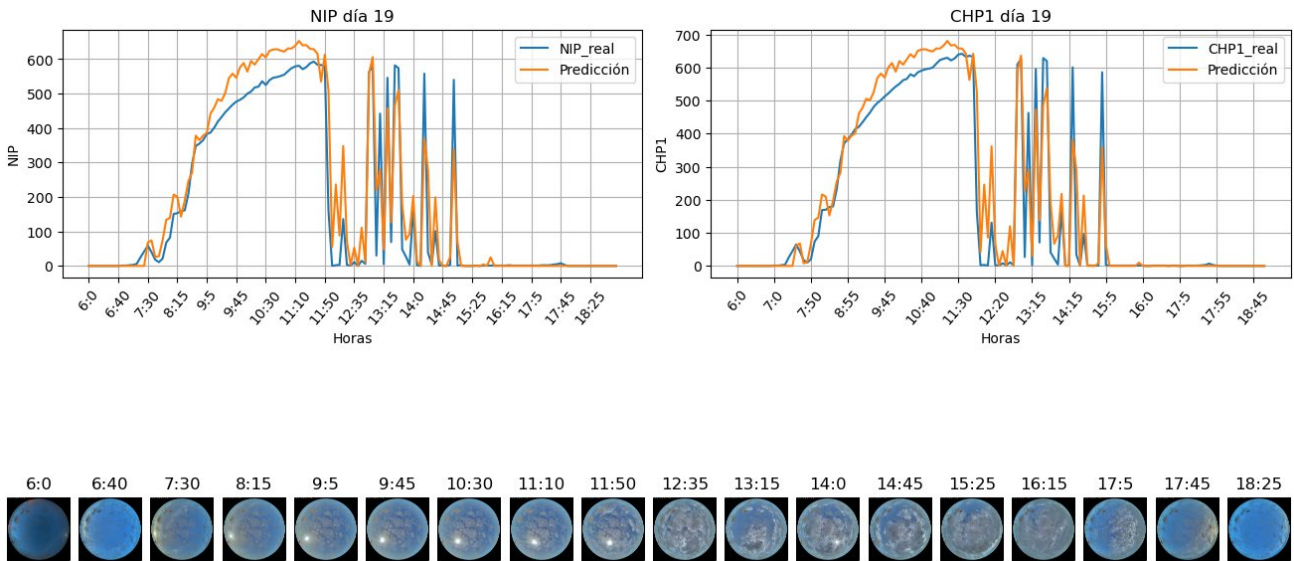 NIP día 19
600
500
400
300
200
100
0
NIP
NIP_real
Predicción
6:0 6:40 7:30 8:15 9:5 9:45 10:30 11:10 11:50 12:35 13:15 14:0 14:45 15:25 16:15 17:5 17:45 18:25
Horas
CHP1 día 19
700
600
500
400
300
200
100
0
CHP1
CHP1_real
Predicción
6:0 7:0 7:50 8:55 9:45 10:40 11:30 12:20 13:15 14:15 15:5 16:0 17:5 17:55 18:45
Horas
6:0 6:40 7:30 8:15 9:5 9:45 10:30 11:10 11:50 12:35 13:15 14:0 14:45 15:25 16:15 17:5 17:45 18:25